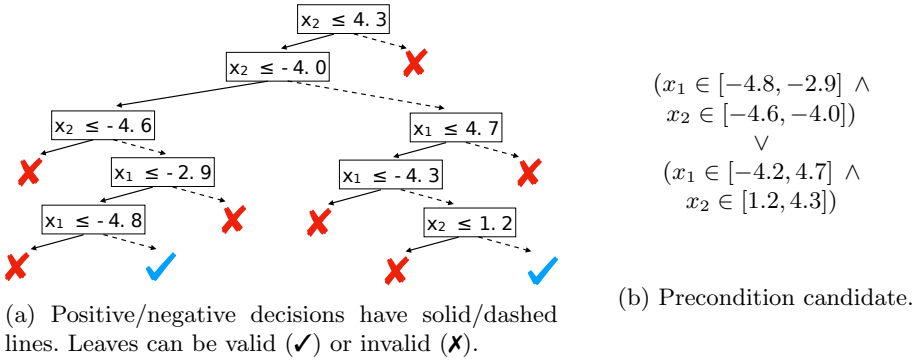 x₂ ≤ 4.3
x₂ ≤ -4.0
x₂ ≤ -4.6
x₁ ≤ 4.7
x₁ ≤ -2.9
x₁ ≤ -4.3
x₁ ≤ -4.8
x₂ ≤ 1.2
(a) Positive/negative decisions have solid/dashed
lines. Leaves can be valid (✓) or invalid (✗).
(x₁ ∈ [−4.8, −2.9] ∧
x₂ ∈ [−4.6, −4.0])
∨
(x₁ ∈ [−4.2, 4.7] ∧
x₂ ∈ [1.2, 4.3])
(b) Precondition candidate.